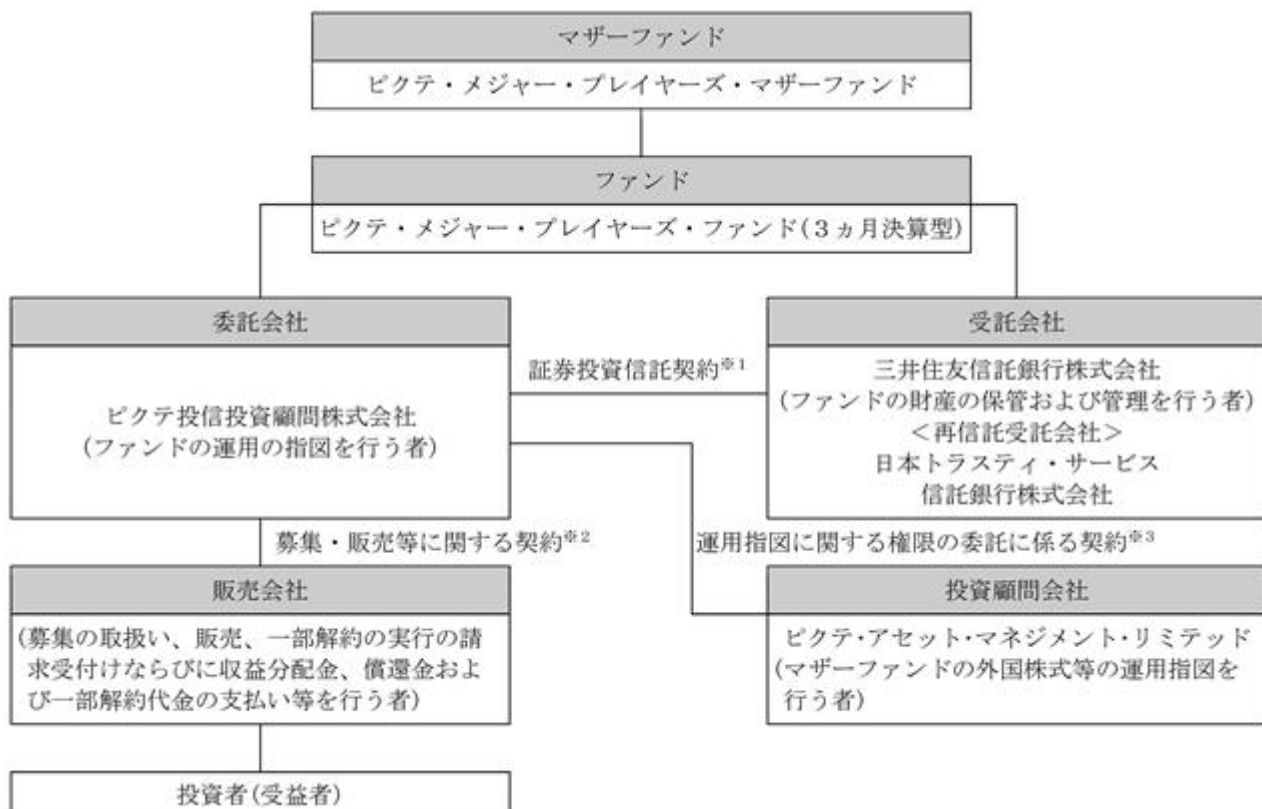 マザーファンド
ピクテ・メジャー・プレイヤーズ・マザーファンド
ファンド
ピクテ・メジャー・プレイヤーズ・ファンド(3ヵ月決算型)
委託会社
ピクテ投信投資顧問株式会社
(ファンドの運用の指図を行う者)
証券投資信託契約※1
受託会社
三井住友信託銀行株式会社
(ファンドの財産の保管および管理を行う者)
<再信託受託会社>
日本トラスティ・サービス
信託銀行株式会社
募集・販売等に関する契約※2
運用指図に関する権限の委託に係る契約※3
販売会社
(募集の取扱い、販売、一部解約の実行の請
求受付けならびに収益分配金、償還金およ
び一部解約代金の支払い等を行う者)
投資顧問会社
ピクテ・アセット・マネジメント・リミテッド
(マザーファンドの外国株式等の運用指図を
行う者)
投資者(受益者)